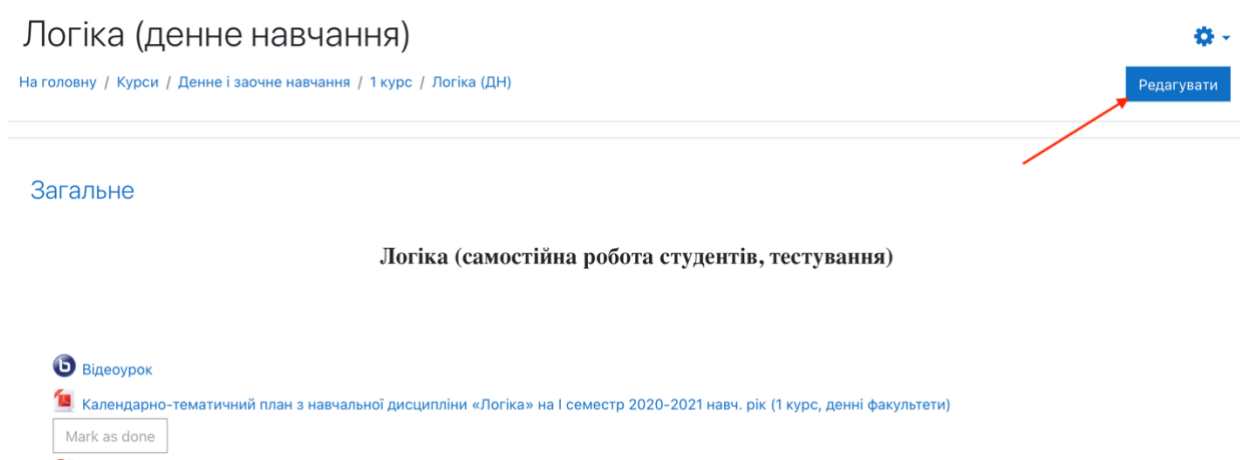 Логіка (денне навчання)
На головну / Курси / Денне і заочне навчання / 1 курс / Логіка (ДН)
Редагувати
Загальне
Логіка (самостійна робота студентів, тестування)
Відеоурок
Календарно-тематичний план з навчальної дисципліни «Логіка» на І семестр 2020-2021 навч. рік (1 курс, денні факультети)
Mark as done